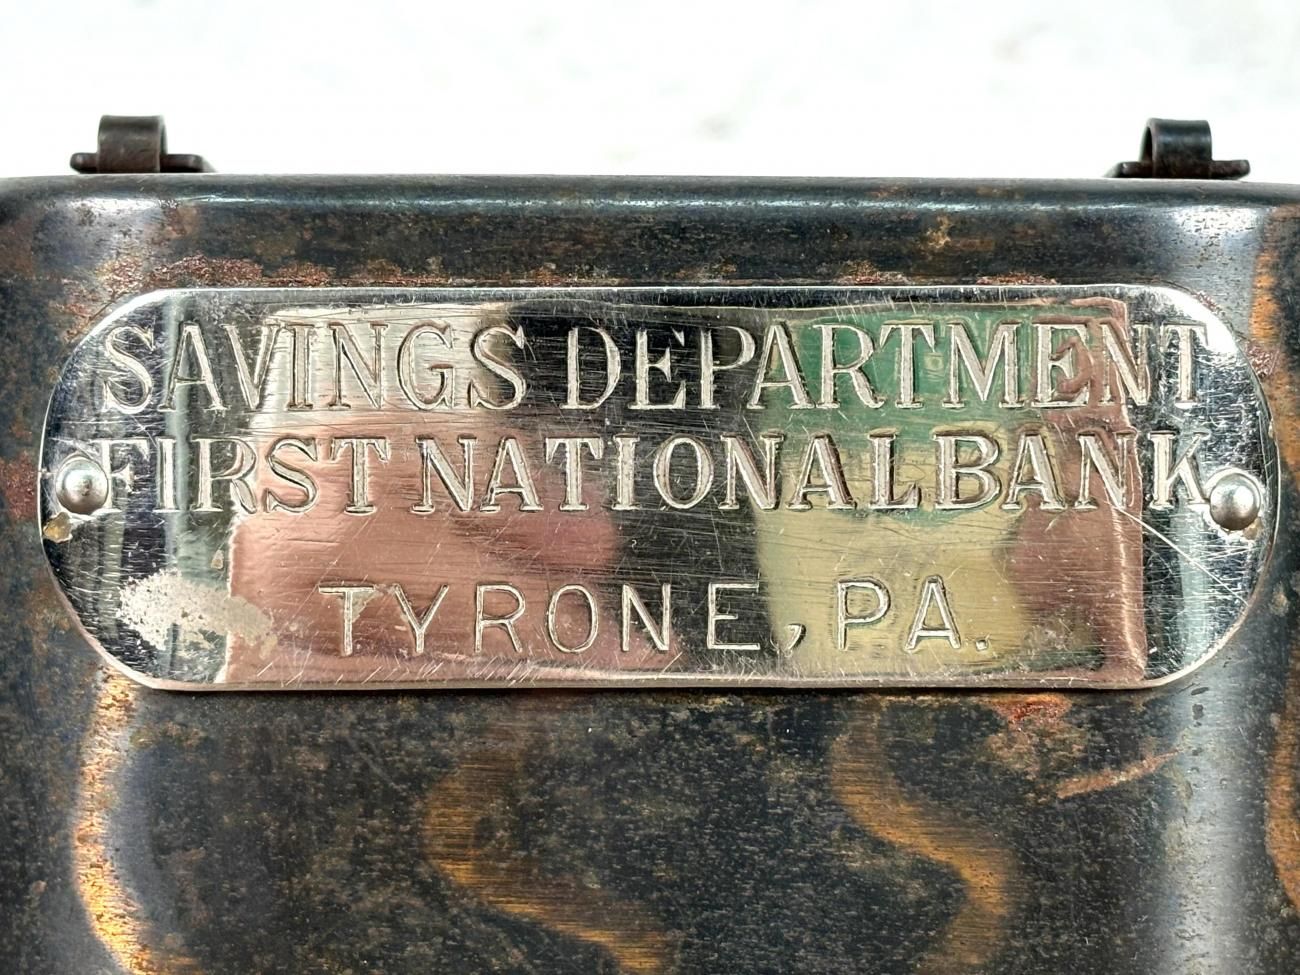 SAVINGS DEPARTMENT
FIRST NATIONAL BANK
TYRONE, PA.